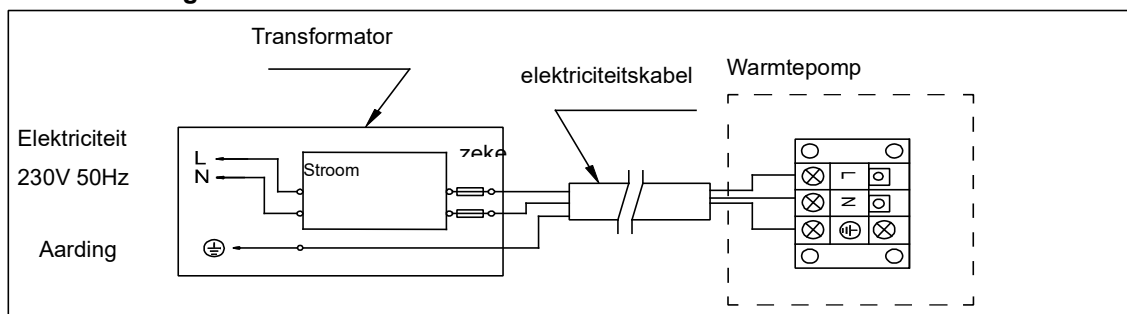 Transformator
elektriciteitskabel
Warmtepomp
Elektriciteit
230V 50Hz
L
N
Stroom
zeke
Aarding
L
N